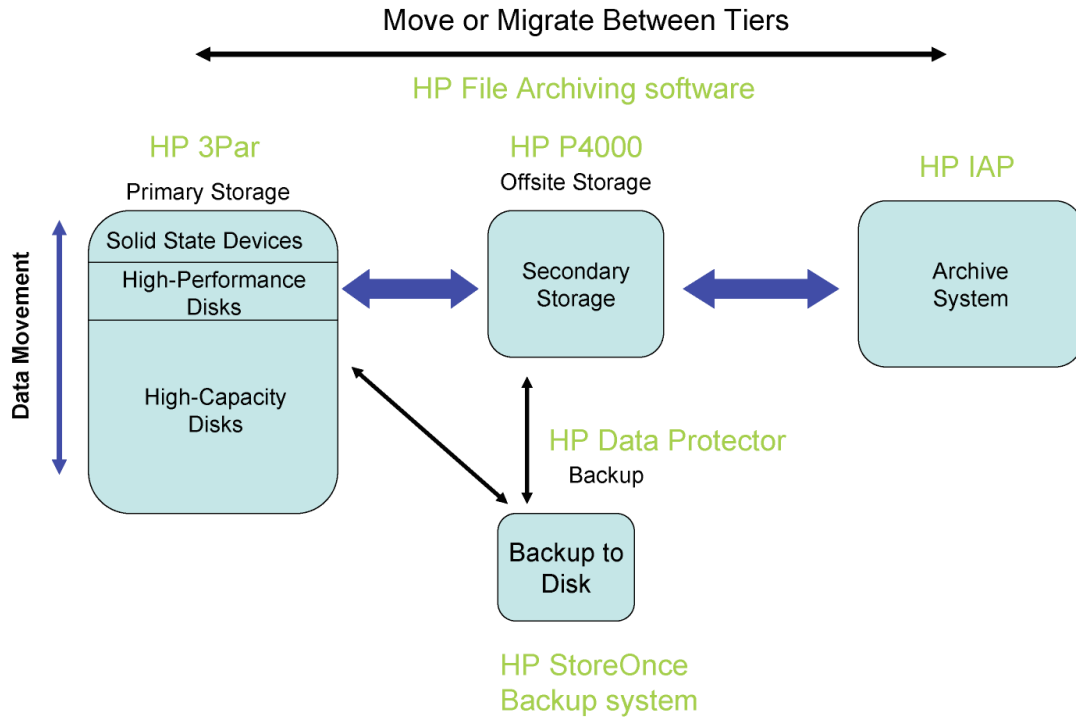 Move or Migrate Between Tiers
HP File Archiving software
HP 3Par
Primary Storage
Solid State Devices
High-Performance
Disks
High-Capacity
Disks
Data Movement
HP P4000
Offsite Storage
Secondary
Storage
HP IAP
Archive
System
HP Data Protector
Backup
Backup to
Disk
HP StoreOnce
Backup system